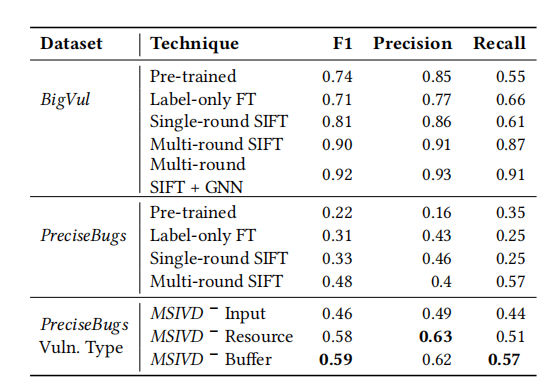 Dataset Technique F1 Precision Recall
Pre-trained 0.74 0.85 0.55
BigVul Label-only FT 0.71 0.77 0.66
Single-round SIFT 0.81 0.86 0.61
Multi-round SIFT 0.90 0.91 0.87
Multi-round
SIFT + GNN 0.92 0.93 0.91
Pre-trained 0.22 0.16 0.35
PreciseBugs Label-only FT 0.31 0.43 0.25
Single-round SIFT 0.33 0.46 0.25
Multi-round SIFT 0.48 0.4 0.57
PreciseBugs
Vuln. Type
MSIVD – Input 0.46 0.49 0.44
MSIVD – Resource 0.58 0.63 0.51
MSIVD – Buffer 0.59 0.62 0.57